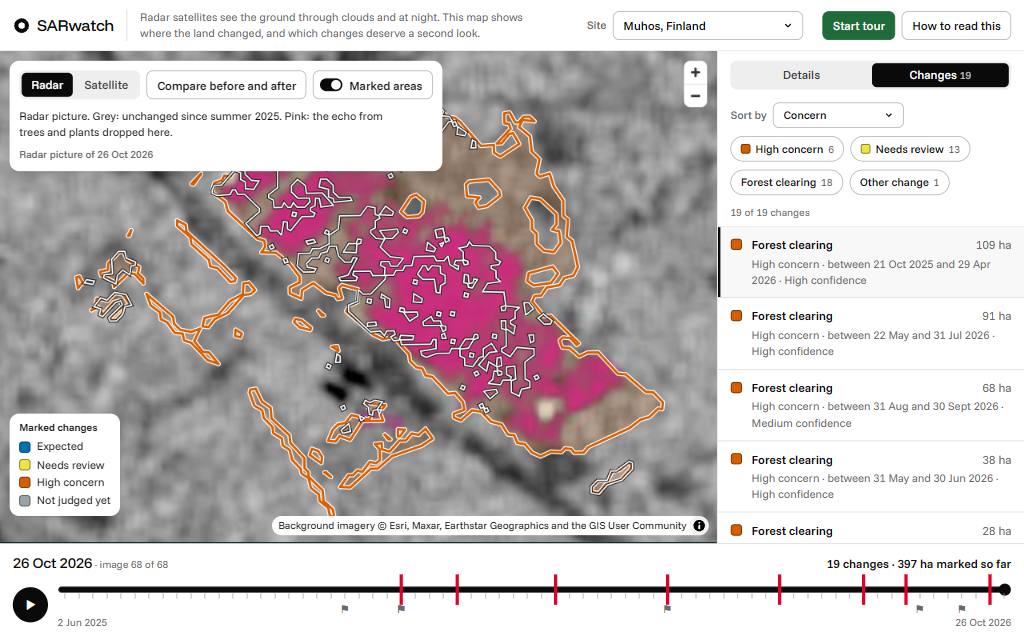 SARwatch
Radar satellites see the ground through clouds and at night. This map shows
where the land changed, and which changes deserve a second look.
Site
Muhos, Finland
Start tour
How to read this
Radar
Satellite
Compare before and after
Marked areas
Radar picture. Grey: unchanged since summer 2025. Pink: the echo from
trees and plants dropped here.
Radar picture of 26 Oct 2026
+
−
Marked changes
Expected
Needs review
High concern
Not judged yet
Background imagery © Esri, Maxar, Earthstar Geographics and the GIS User Community
Details
Changes 19
Sort by
Concern
High concern 6
Needs review 13
Forest clearing 18
Other change 1
19 of 19 changes
Forest clearing 109 ha
High concern · between 21 Oct 2025 and 29 Apr
2026 · High confidence
Forest clearing 91 ha
High concern · between 22 May and 31 Jul 2026 ·
High confidence
Forest clearing 68 ha
High concern · between 31 Aug and 30 Sept 2026 ·
Medium confidence
Forest clearing 38 ha
High concern · between 31 May and 30 Jun 2026 ·
High confidence
Forest clearing 28 ha
26 Oct 2026 · image 68 of 68
19 changes · 397 ha marked so far
2 Jun 2025
26 Oct 2026